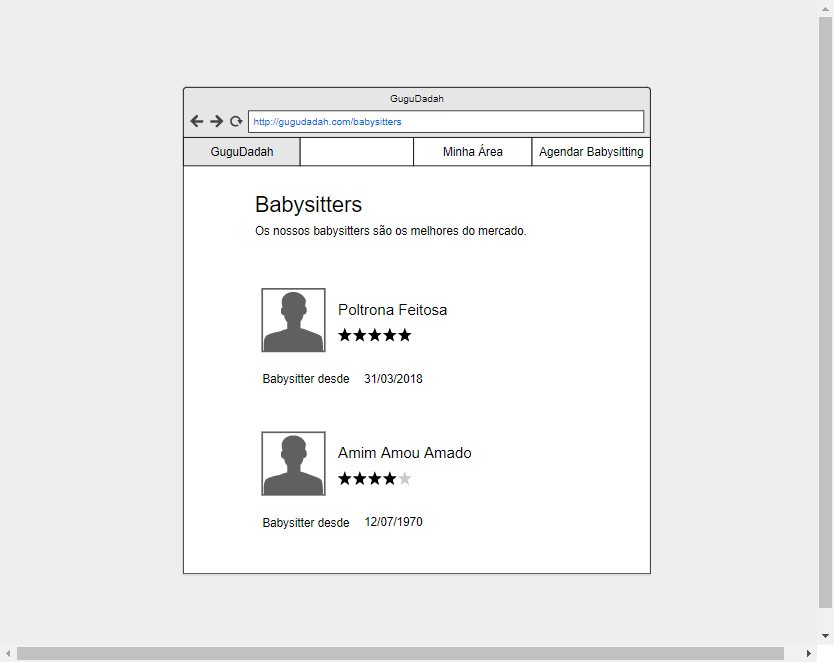 GuguDadah
http://gugudadah.com/babysitters
GuguDadah Minha Área Agendar Babysitting
Babysitters
Os nossos babysitters são os melhores do mercado.
Poltrona Feitosa
Babysitter desde 31/03/2018
Amim Amou Amado
Babysitter desde 12/07/1970